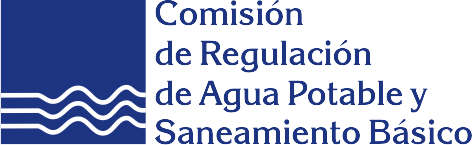 Comisión
de Regulación
de Agua Potable y
Saneamiento Básico